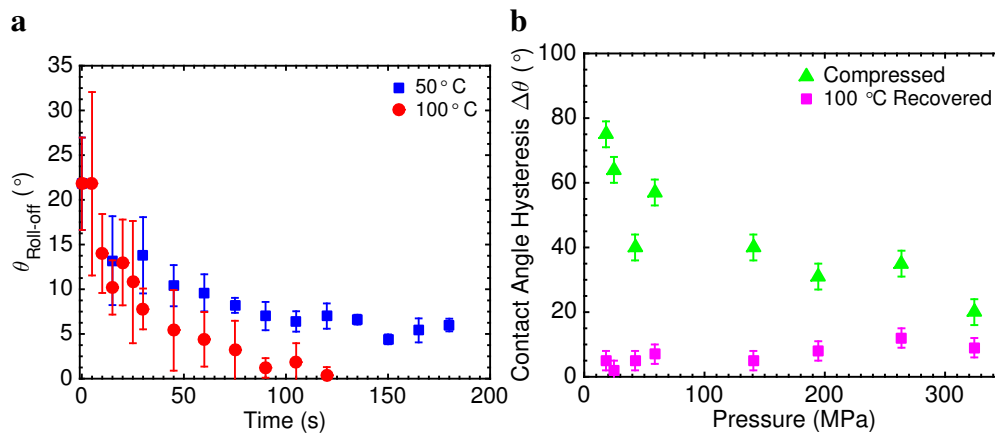 a
35
30
25
20
15
10
5
0
θ Roll-off (°)
0
50
100
150
200
Time (s)
50°C
100°C
b
100
80
60
40
20
0
Contact Angle Hysteresis Δθ (°)
0
100
200
300
Pressure (MPa)
Compressed
100 °C Recovered